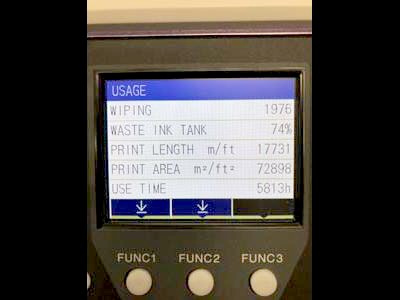 USAGE
WIPING 1976
WASTE INK TANK 74%
PRINT LENGTH m/ft 17731
PRINT AREA m²/ft² 72898
USE TIME 5813h
FUNC1 FUNC2 FUNC3